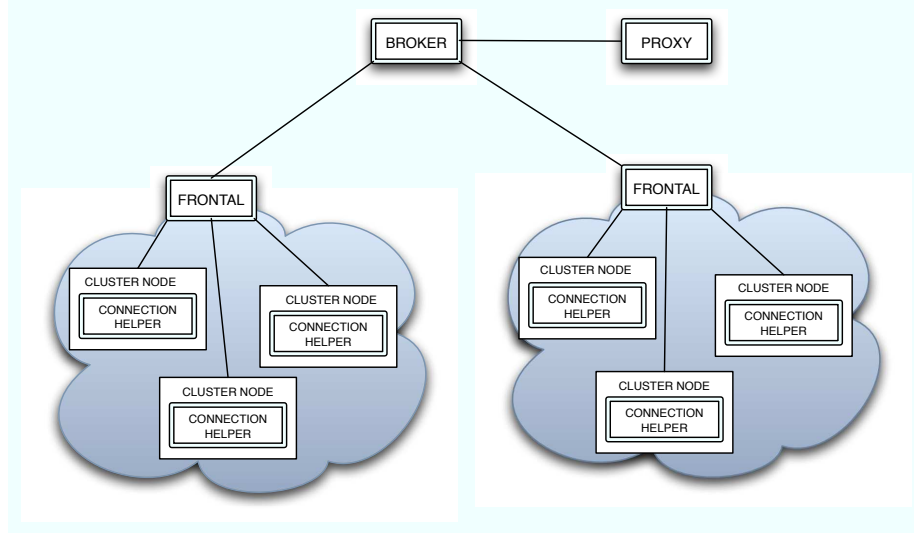 BROKER
PROXY
FRONTAL
FRONTAL
CLUSTER NODE
CONNECTION
HELPER
CLUSTER NODE
CONNECTION
HELPER
CLUSTER NODE
CONNECTION
HELPER
CLUSTER NODE
CONNECTION
HELPER
CLUSTER NODE
CONNECTION
HELPER
CLUSTER NODE
CONNECTION
HELPER